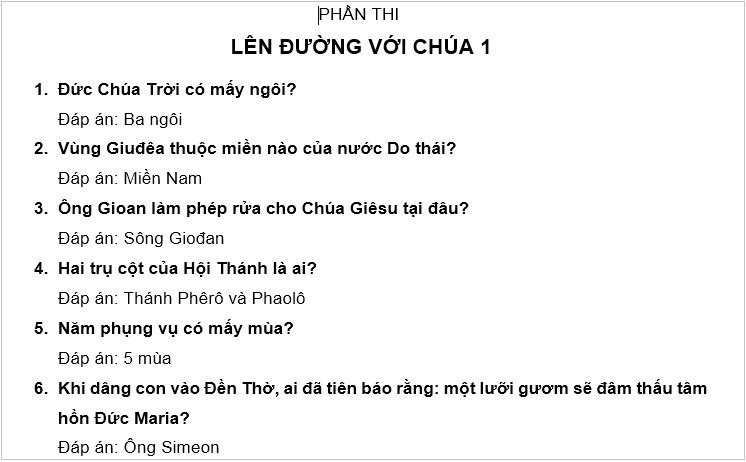 PHẦN THI
LÊN ĐƯỜNG VỚI CHÚA 1
1. Đức Chúa Trời có mấy ngôi?
Đáp án: Ba ngôi
2. Vùng Giuđêa thuộc miền nào của nước Do thái?
Đáp án: Miền Nam
3. Ông Gioan làm phép rửa cho Chúa Giêsu tại đâu?
Đáp án: Sông Giođan
4. Hai trụ cột của Hội Thánh là ai?
Đáp án: Thánh Phêrô và Phaolô
5. Năm phụng vụ có mấy mùa?
Đáp án: 5 mùa
6. Khi dâng con vào Đền Thờ, ai đã tiên báo rằng: một lưỡi gươm sẽ đâm thấu tâm
hồn Đức Maria?
Đáp án: Ông Simeon